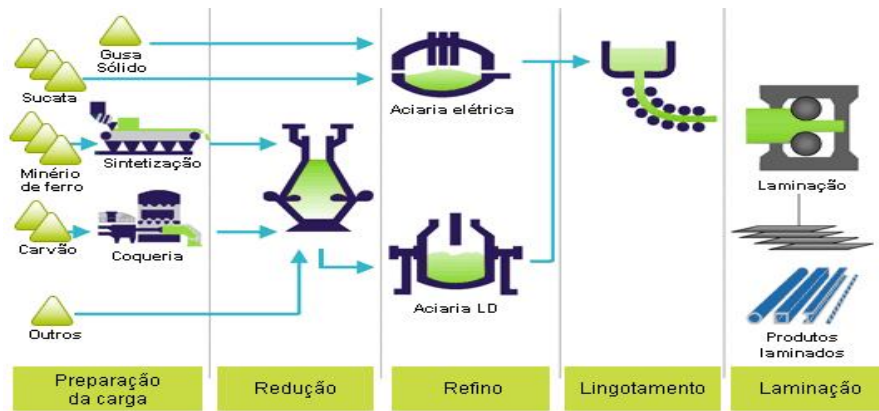 Gusa
Sólido
Sucata
Aciaria elétrica
Sintetização
Minério
de ferro
Laminação
Carvão
Coqueria
Aciaria LD
Outros
Produtos
laminados
Preparação
da carga
Redução
Refino
Lingotamento
Laminação